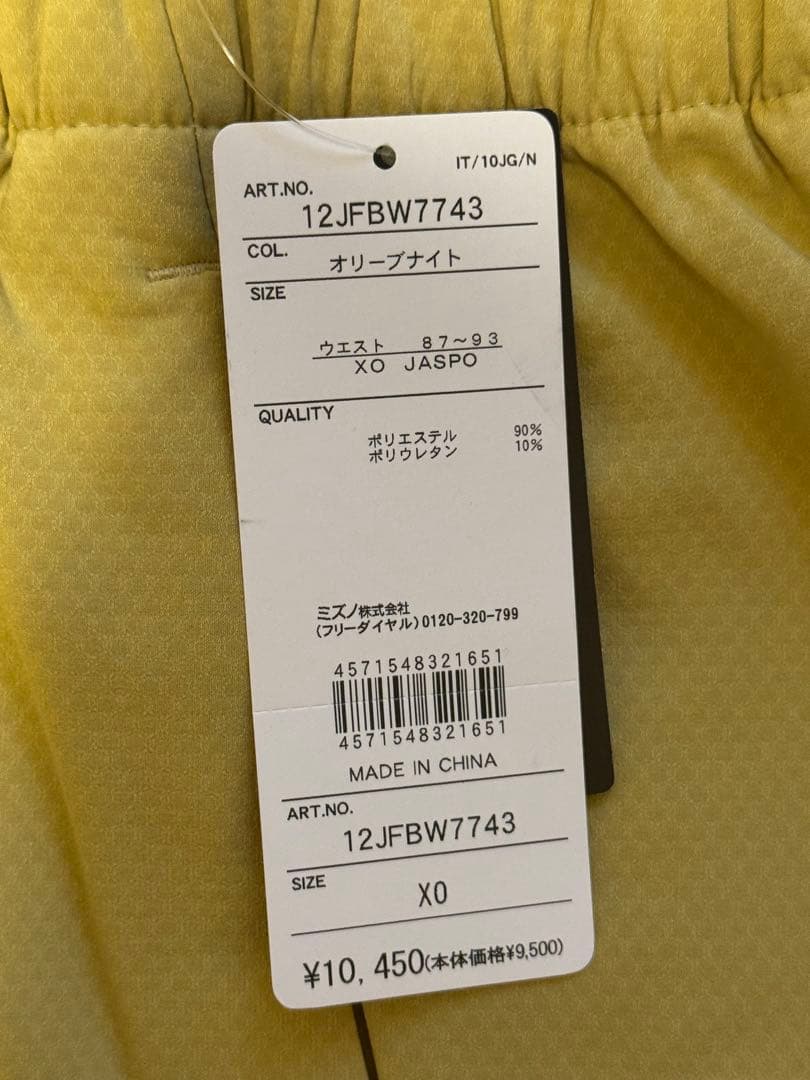 IT/10JG/N
ART.NO.
12JFBW7743
COL.
オリーブナイト
SIZE
ウエスト 87~93
XO JASPO
QUALITY
ポリエステル 90%
ポリウレタン 10%
ミズノ株式会社
(フリーダイヤル)0120-320-799
4571548321651
4571548321651
MADE IN CHINA
ART.NO.
12JFBW7743
SIZE
XO
¥10,450(本体価格¥9,500)